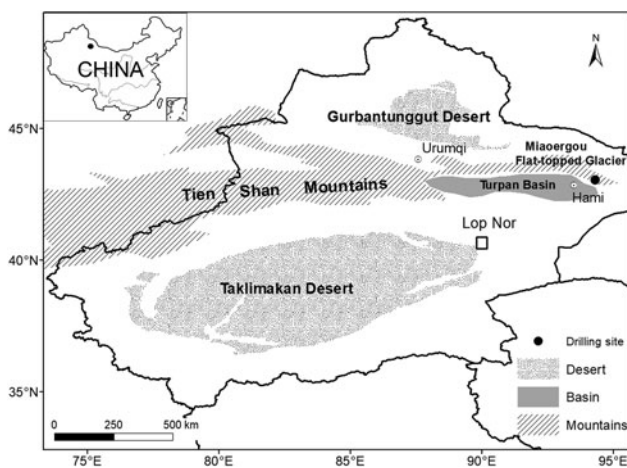 CHINA
N
Gurbantunggut Desert
45°N
Urumqi
Miaoergou
Flat-topped Glacier
Tien Shan Mountains
Turpan Basin
Hami
Lop Nor
40°N
Taklimakan Desert
Drilling site
Desert
35°N
Basin
Mountains
0 250 500 km
75°E
80°E
85°E
90°E
95°E